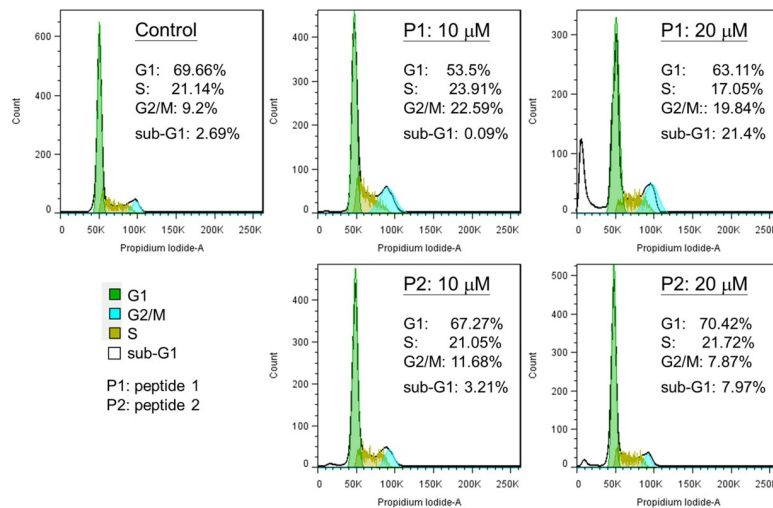 Control
G1: 69.66%
S: 21.14%
G2/M: 9.2%
sub-G1: 2.69%
600
400
200
0
Count
0 50K 100K 150K 200K 250K
Propidium Iodide-A
P1: 10 μM
G1: 53.5%
S: 23.91%
G2/M: 22.59%
sub-G1: 0.09%
400
300
200
100
0
Count
0 50K 100K 150K 200K 250K
Propidium Iodide-A
P1: 20 μM
G1: 63.11%
S: 17.05%
G2/M:: 19.84%
sub-G1: 21.4%
300
200
100
0
Count
0 50K 100K 150K 200K 250K
Propidium Iodide-A
G1
G2/M
S
sub-G1
P1: peptide 1
P2: peptide 2
P2: 10 μM
G1: 67.27%
S: 21.05%
G2/M: 11.68%
sub-G1: 3.21%
400
300
200
100
0
Count
0 50K 100K 150K 200K 250K
Propidium Iodide-A
P2: 20 μM
G1: 70.42%
S: 21.72%
G2/M: 7.87%
sub-G1: 7.97%
500
400
300
200
100
0
Count
0 50K 100K 150K 200K 250K
Propidium Iodide-A